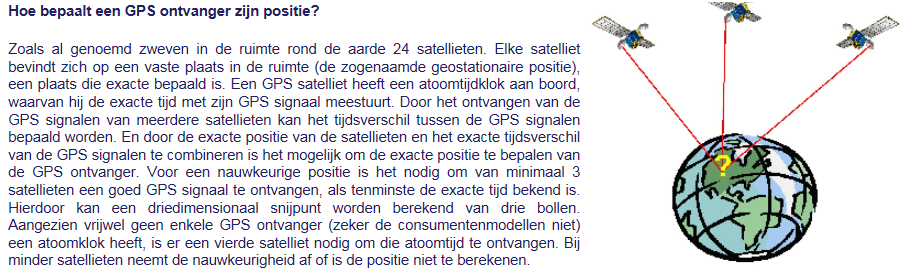 Hoe bepaalt een GPS ontvanger zijn positie?
Zoals al genoemd zweven in de ruimte rond de aarde 24 satellieten. Elke satelliet
bevindt zich op een vaste plaats in de ruimte (de zogenaamde geostationaire positie),
een plaats die exacte bepaald is. Een GPS satelliet heeft een atoomtijdklok aan boord,
waarvan hij de exacte tijd met zijn GPS signaal meestuurt. Door het ontvangen van de
GPS signalen van meerdere satellieten kan het tijdsverschil tussen de GPS signalen
bepaald worden. En door de exacte positie van de satellieten en het exacte tijdsverschil
van de GPS signalen te combineren is het mogelijk om de exacte positie te bepalen van
de GPS ontvanger. Voor een nauwkeurige positie is het nodig om van minimaal 3
satellieten een goed GPS signaal te ontvangen, als tenminste de exacte tijd bekend is.
Hierdoor kan een driedimensionaal snijpunt worden berekend van drie bollen.
Aangezien vrijwel geen enkele GPS ontvanger (zeker de consumentenmodellen niet)
een atoomklok heeft, is er een vierde satelliet nodig om die atoomtijd te ontvangen. Bij
minder satellieten neemt de nauwkeurigheid af of is de positie niet te berekenen.
?